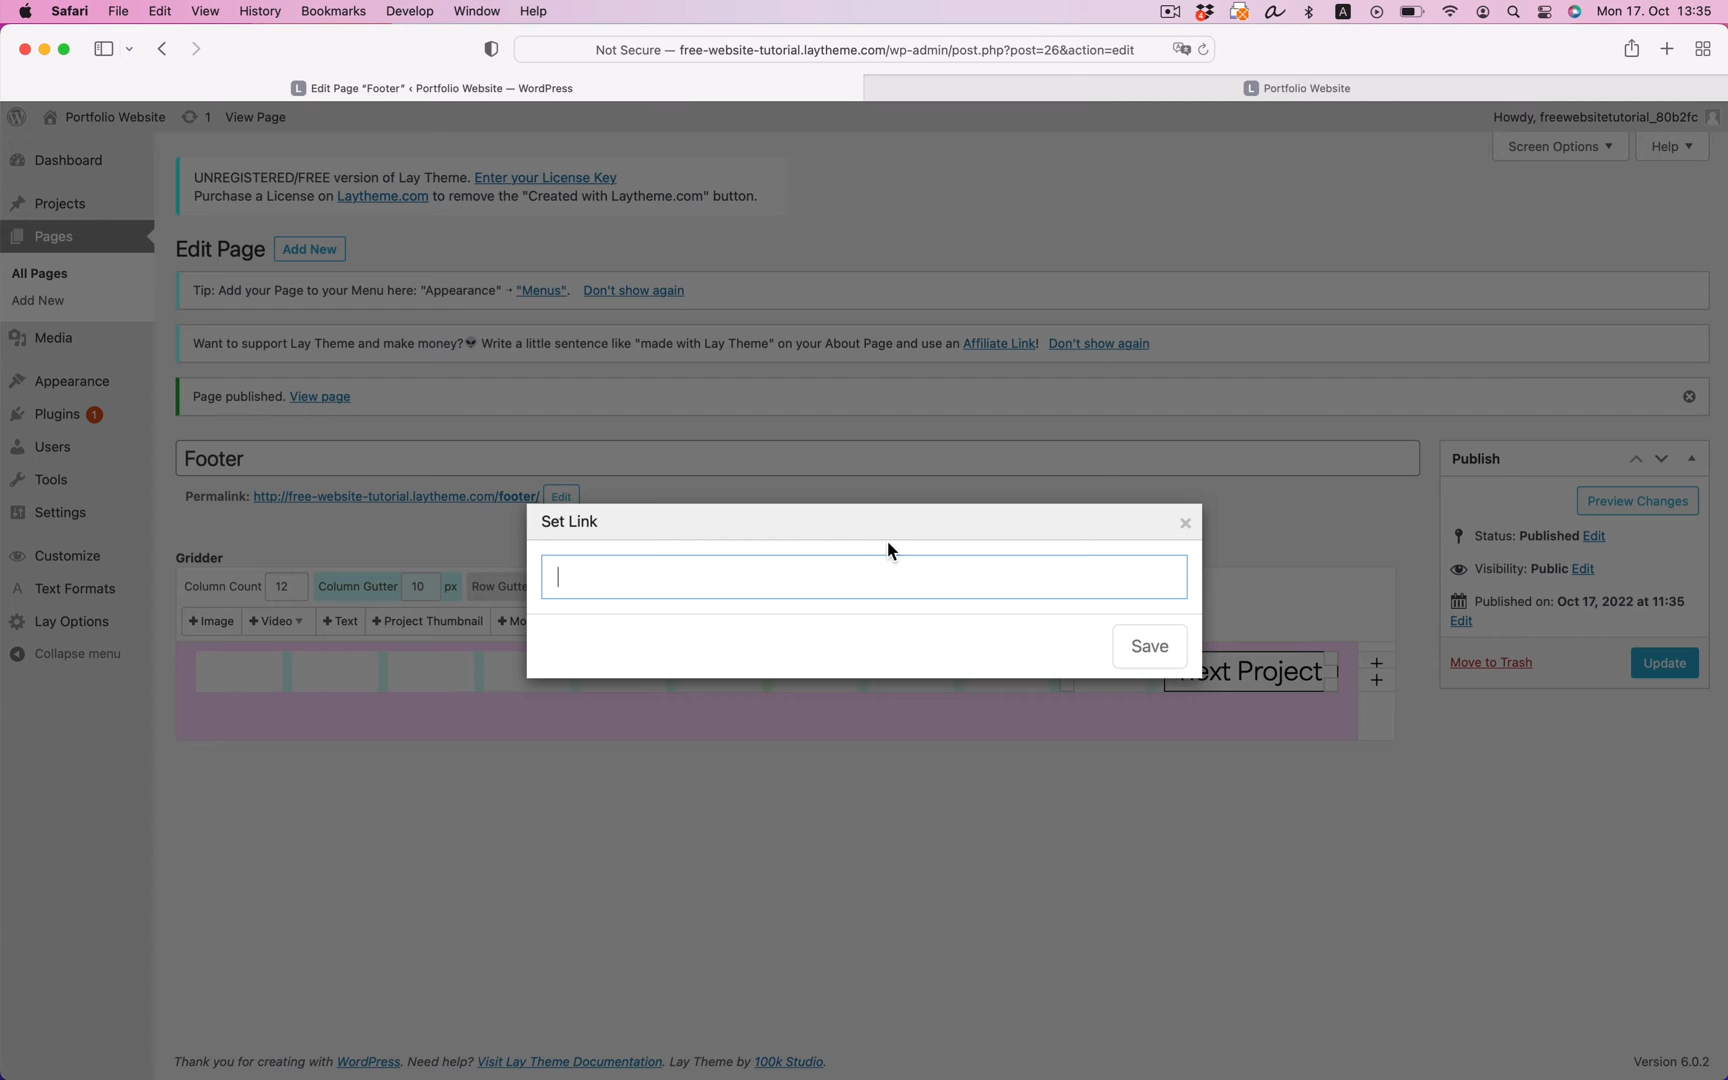 Safari File Edit View History Bookmarks Develop Window Help
4
A
Mon 17. Oct 13:35
Not Secure — free-website-tutorial.laytheme.com/wp-admin/post.php?post=26&action=edit
L Edit Page “Footer” ‹ Portfolio Website — WordPress
L Portfolio Website
Portfolio Website 1 View Page
Howdy, freewebsitetutorial_80b2fc
Dashboard
Projects
Pages
All Pages
Add New
Media
Appearance
Plugins 1
Users
Tools
Settings
Customize
A Text Formats
Lay Options
Collapse menu
Screen Options ▼
Help ▼
UNREGISTERED/FREE version of Lay Theme. Enter your License Key
Purchase a License on Laytheme.com to remove the "Created with Laytheme.com" button.
Edit Page Add New
Tip: Add your Page to your Menu here: "Appearance" → "Menus". Don't show again
Want to support Lay Theme and make money?👽 Write a little sentence like "made with Lay Theme" on your About Page and use an Affiliate Link! Don't show again
Page published. View page
Footer
Permalink: http://free-website-tutorial.laytheme.com/footer/ Edit
Gridder
Column Count 12 Column Gutter 10 px Row Gutte
+ Image + Video ▼ + Text + Project Thumbnail + Mo
ext Project
+
+
Set Link
×
Save
Publish
Preview Changes
Status: Published Edit
Visibility: Public Edit
Published on: Oct 17, 2022 at 11:35
Edit
Move to Trash
Update
Thank you for creating with WordPress. Need help? Visit Lay Theme Documentation. Lay Theme by 100k Studio.
Version 6.0.2